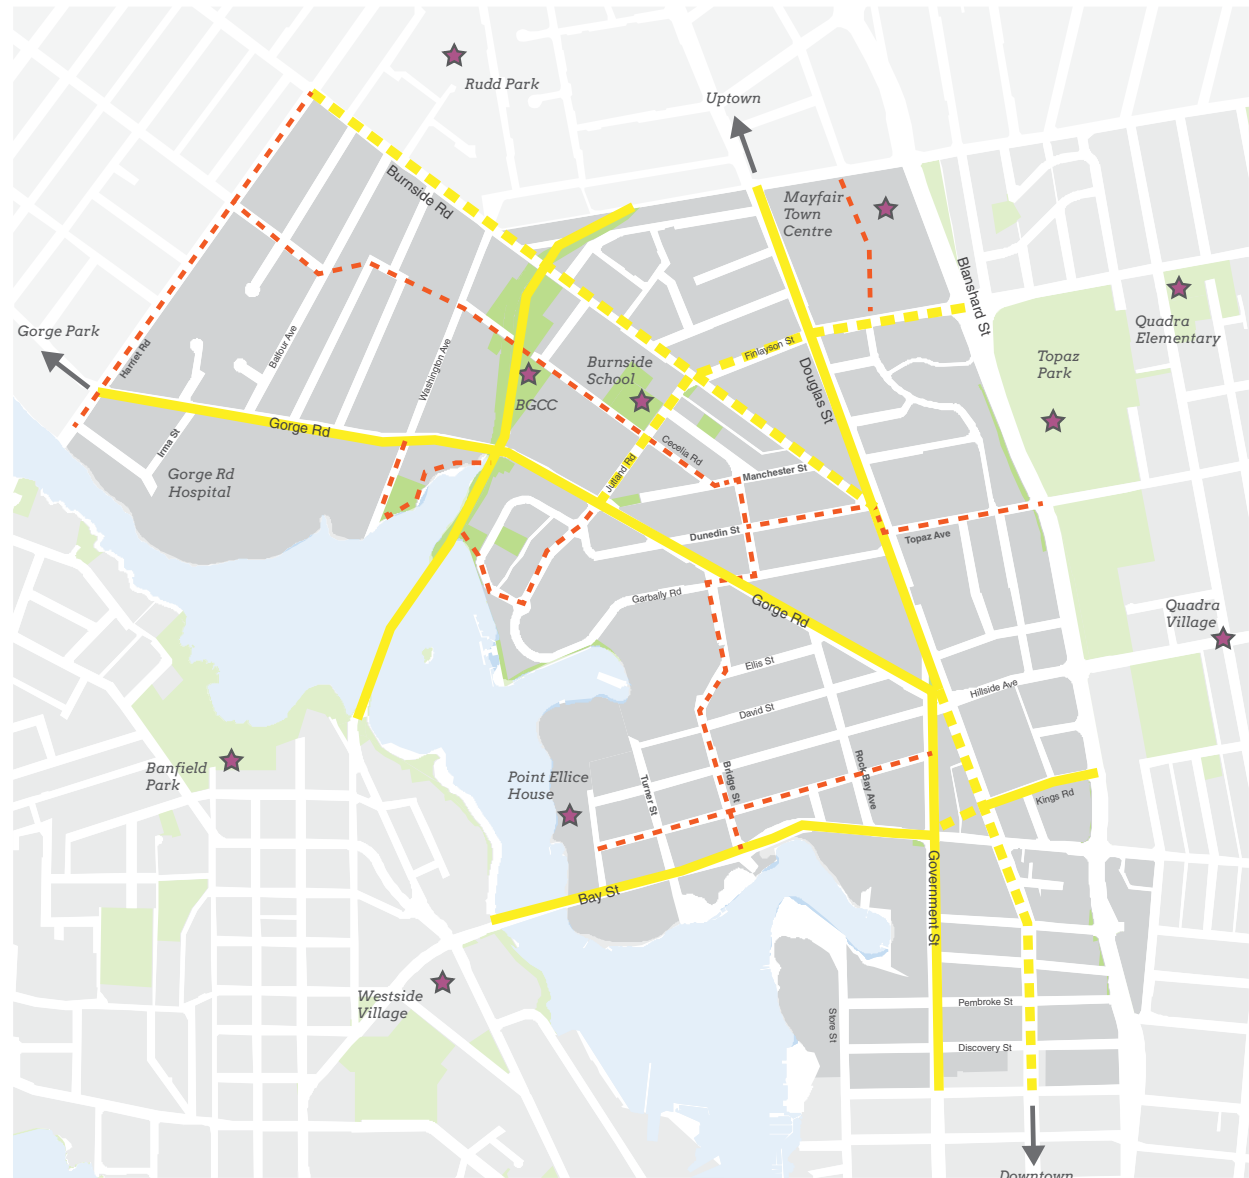 Rudd Park
Uptown
Burnside Rd
Mayfair
Town
Centre
Blanshard St
Quadra
Elementary
Gorge Park
Harriet Rd
Balfour Ave
Washington Ave
Finlayson St
Burnside
School
Topaz
Park
Douglas St
BGCC
Gorge Rd
Irma St
Cecelia Rd
Jutland Rd
Manchester St
Gorge Rd
Hospital
Dunedin St
Topaz Ave
Garbally Rd
Gorge Rd
Quadra
Village
Ellis St
Hillside Ave
David St
Banfield
Park
Point Ellice
House
Turner St
Bridge St
Rock Bay Ave
Kings Rd
Bay St
Government St
Westside
Village
Store St
Pembroke St
Discovery St
Downtown